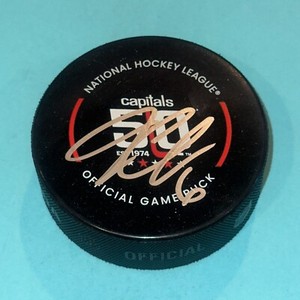 NATIONAL HOCKEY LEAGUE®
capitals
50
EST. 1974
OFFICIAL GAME PUCK
OFFICIAL